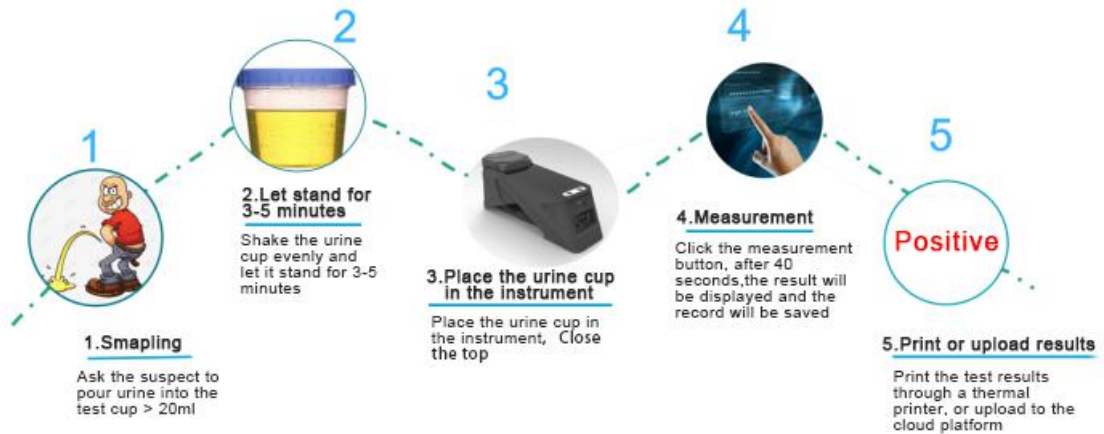 1
1.Smapling
Ask the suspect to
pour urine into the
test cup > 20ml
2
2.Let stand for
3-5 minutes
Shake the urine
cup evenly and
let it stand for 3-5
minutes
3
3.Place the urine cup
in the instrument
Place the urine cup in
the instrument, Close
the top
4
4.Measurement
Click the measurement
button, after 40
seconds,the result will
be displayed and the
record will be saved
5
Positive
5.Print or upload results
Print the test results
through a thermal
printer, or upload to the
cloud platform